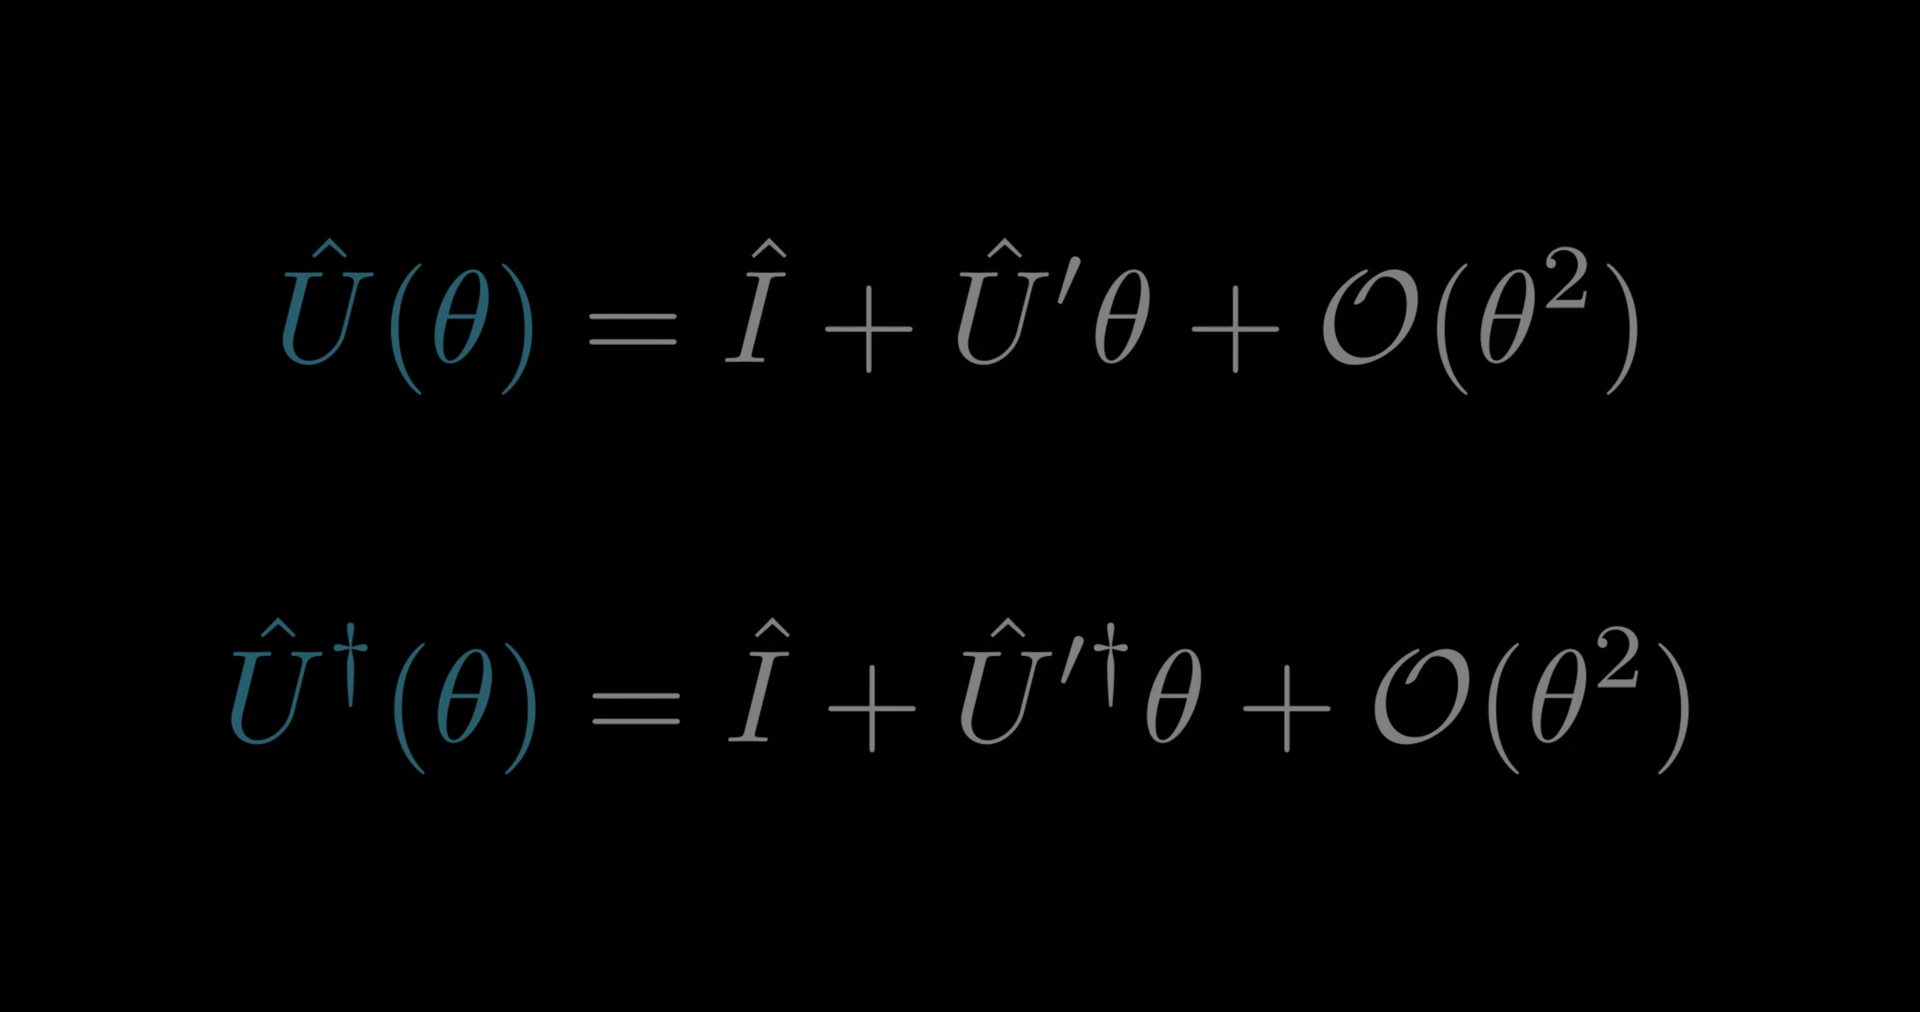 Û(θ) = Î + Û′θ + 𝒪(θ²)
Û†(θ) = Î + Û′†θ + 𝒪(θ²)